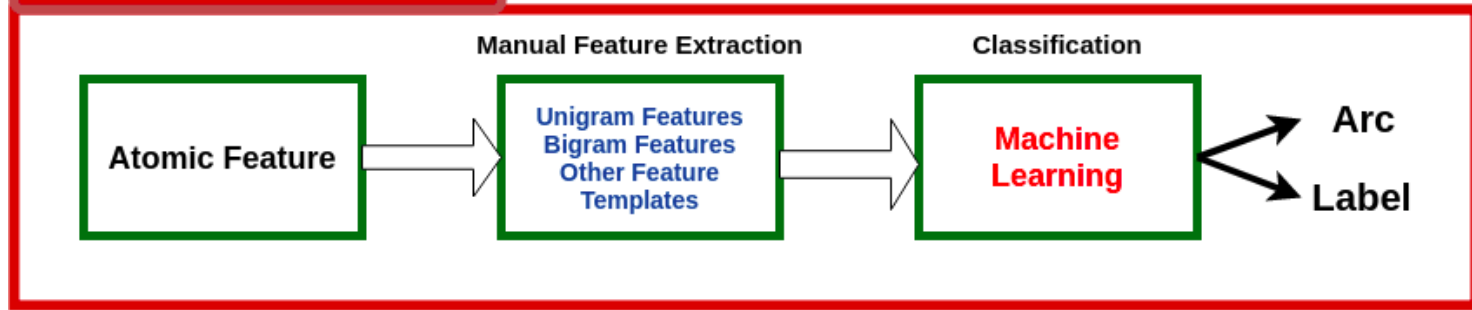 Manual Feature Extraction
Classification
Atomic Feature
Unigram Features
Bigram Features
Other Feature
Templates
Machine
Learning
Arc
Label